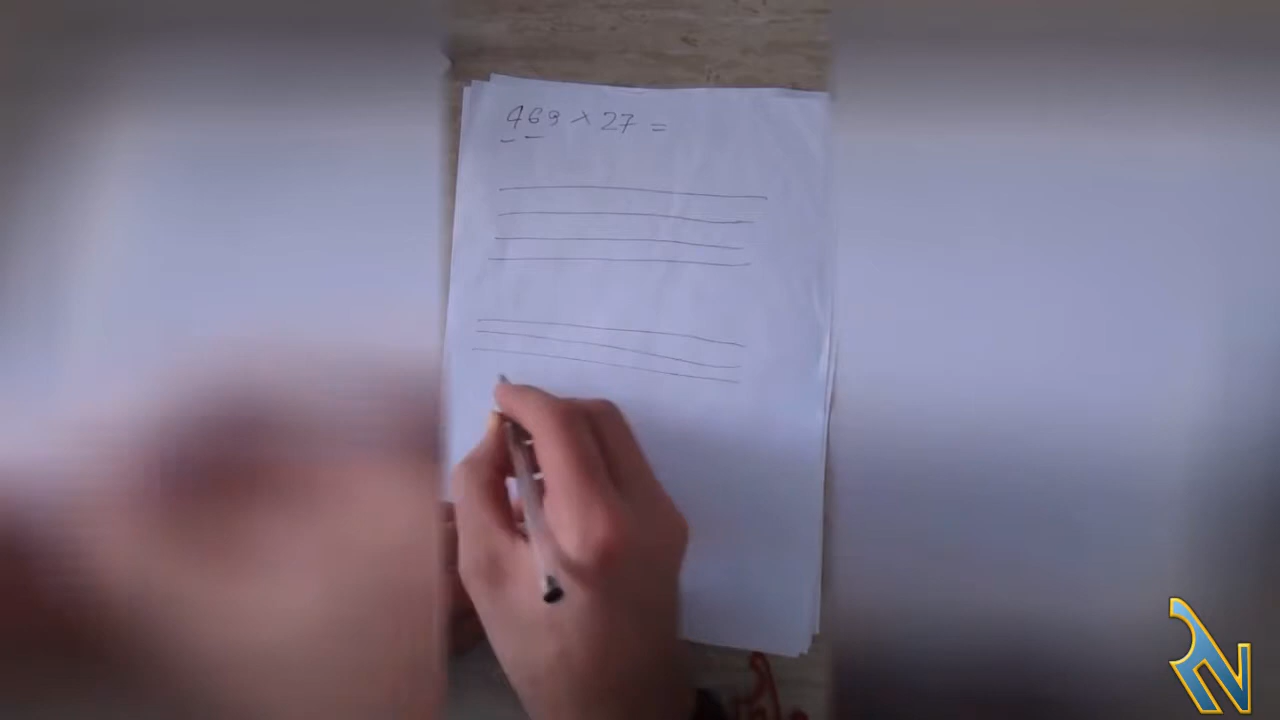 469 × 27 =